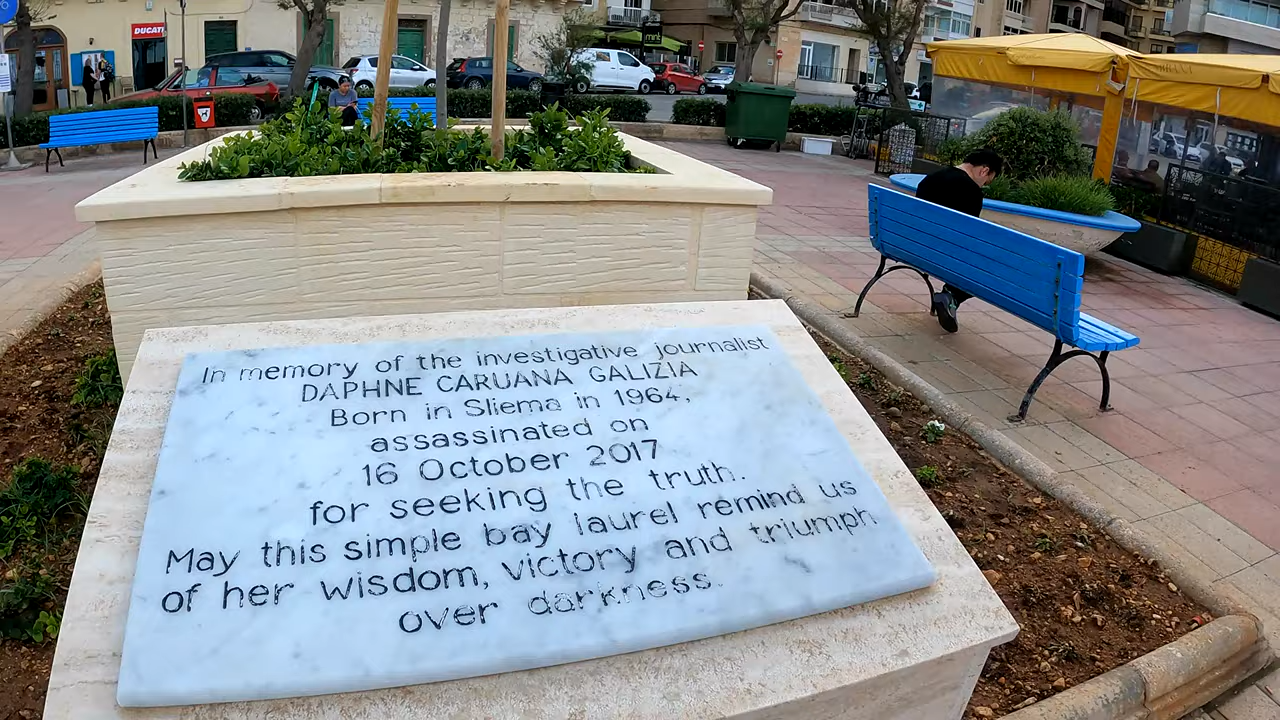 DUCATI
mint
In memory of the investigative journalist
DAPHNE CARUANA GALIZIA
Born in Sliema in 1964,
assassinated on
16 October 2017
for seeking the truth.
May this simple bay laurel remind us
of her wisdom, victory and triumph
over darkness.